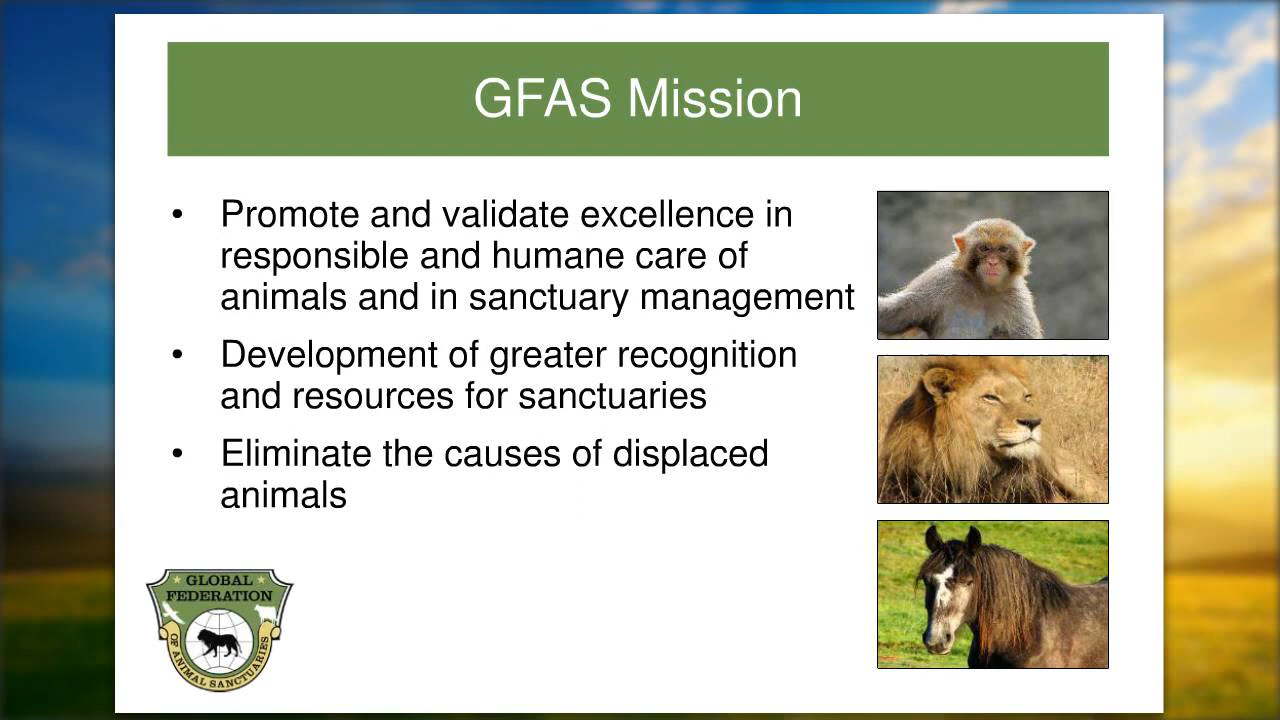 GFAS Mission
• Promote and validate excellence in
responsible and humane care of
animals and in sanctuary management
• Development of greater recognition
and resources for sanctuaries
• Eliminate the causes of displaced
animals
GLOBAL
FEDERATION
OF ANIMAL SANCTUARIES